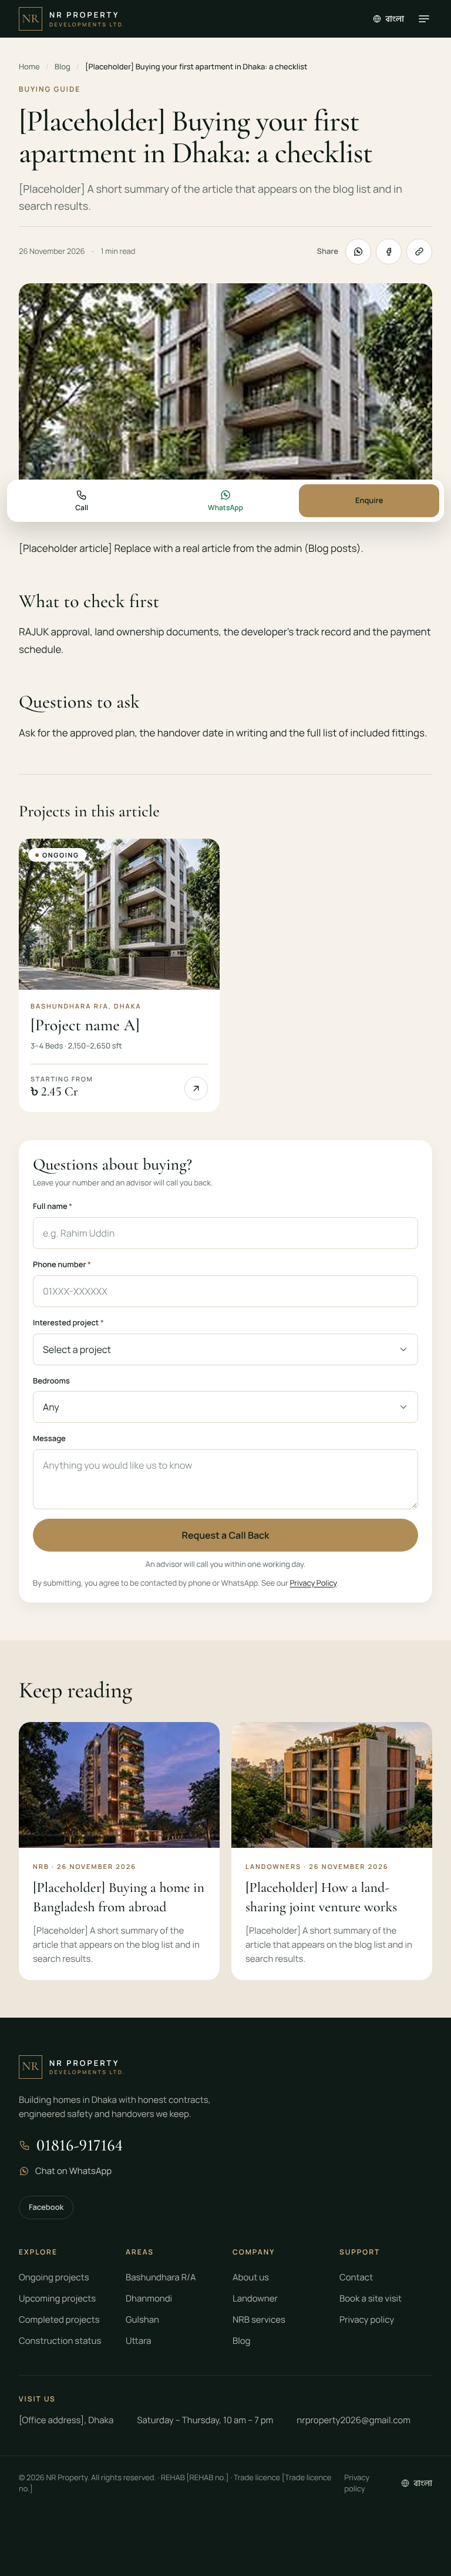 NR
NR PROPERTY
DEVELOPMENTS LTD.
বাংলা
Home / Blog / [Placeholder] Buying your first apartment in Dhaka: a checklist
BUYING GUIDE
[Placeholder] Buying your first
apartment in Dhaka: a checklist
[Placeholder] A short summary of the article that appears on the blog list and in
search results.
26 November 2026 · 1 min read
Share
Call
WhatsApp
Enquire
[Placeholder article] Replace with a real article from the admin (Blog posts).
What to check first
RAJUK approval, land ownership documents, the developer's track record and the payment
schedule.
Questions to ask
Ask for the approved plan, the handover date in writing and the full list of included fittings.
Projects in this article
ONGOING
BASHUNDHARA R/A, DHAKA
[Project name A]
3–4 Beds · 2,150–2,650 sft
STARTING FROM
৳ 2.45 Cr
Questions about buying?
Leave your number and an advisor will call you back.
Full name *
e.g. Rahim Uddin
Phone number *
01XXX-XXXXXX
Interested project *
Select a project
Bedrooms
Any
Message
Anything you would like us to know
Request a Call Back
An advisor will call you within one working day.
By submitting, you agree to be contacted by phone or WhatsApp. See our Privacy Policy.
Keep reading
NRB · 26 NOVEMBER 2026
[Placeholder] Buying a home in
Bangladesh from abroad
[Placeholder] A short summary of the
article that appears on the blog list and in
search results.
LANDOWNERS · 26 NOVEMBER 2026
[Placeholder] How a land-
sharing joint venture works
[Placeholder] A short summary of the
article that appears on the blog list and in
search results.
NR
NR PROPERTY
DEVELOPMENTS LTD.
Building homes in Dhaka with honest contracts,
engineered safety and handovers we keep.
01816-917164
Chat on WhatsApp
Facebook
EXPLORE
Ongoing projects
Upcoming projects
Completed projects
Construction status
AREAS
Bashundhara R/A
Dhanmondi
Gulshan
Uttara
COMPANY
About us
Landowner
NRB services
Blog
SUPPORT
Contact
Book a site visit
Privacy policy
VISIT US
[Office address], Dhaka
Saturday – Thursday, 10 am – 7 pm
nrproperty2026@gmail.com
© 2026 NR Property. All rights reserved. · REHAB [REHAB no.] · Trade licence [Trade licence
no.]
Privacy
policy
বাংলা